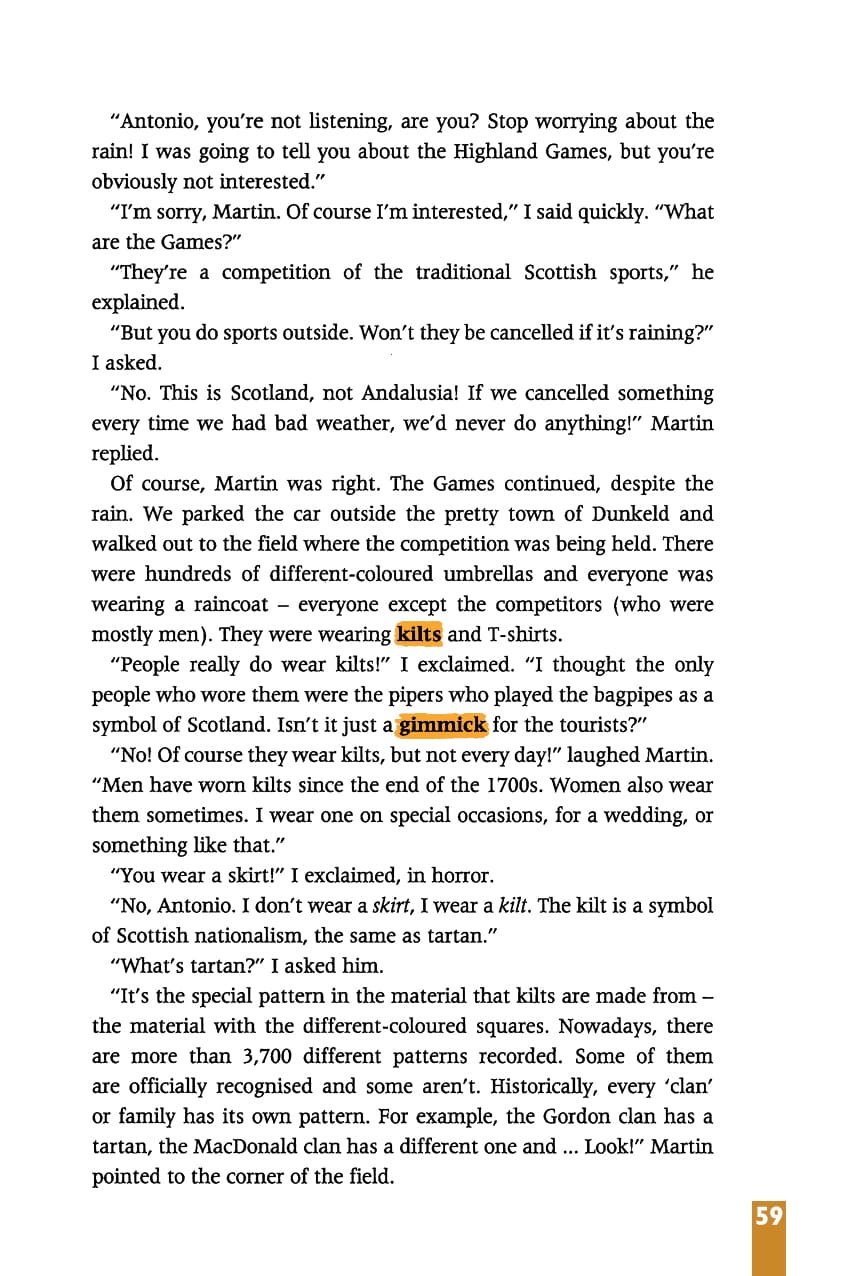 “Antonio, you’re not listening, are you? Stop worrying about the
rain! I was going to tell you about the Highland Games, but you’re
obviously not interested.”
“I’m sorry, Martin. Of course I’m interested,” I said quickly. “What
are the Games?”
“They’re a competition of the traditional Scottish sports,” he
explained.
“But you do sports outside. Won’t they be cancelled if it’s raining?”
I asked.
“No. This is Scotland, not Andalusia! If we cancelled something
every time we had bad weather, we’d never do anything!” Martin
replied.
Of course, Martin was right. The Games continued, despite the
rain. We parked the car outside the pretty town of Dunkeld and
walked out to the field where the competition was being held. There
were hundreds of different-coloured umbrellas and everyone was
wearing a raincoat – everyone except the competitors (who were
mostly men). They were wearing kilts and T-shirts.
“People really do wear kilts!” I exclaimed. “I thought the only
people who wore them were the pipers who played the bagpipes as a
symbol of Scotland. Isn’t it just a gimmick for the tourists?”
“No! Of course they wear kilts, but not every day!” laughed Martin.
“Men have worn kilts since the end of the 1700s. Women also wear
them sometimes. I wear one on special occasions, for a wedding, or
something like that.”
“You wear a skirt!” I exclaimed, in horror.
“No, Antonio. I don’t wear a skirt, I wear a kilt. The kilt is a symbol
of Scottish nationalism, the same as tartan.”
“What’s tartan?” I asked him.
“It’s the special pattern in the material that kilts are made from –
the material with the different-coloured squares. Nowadays, there
are more than 3,700 different patterns recorded. Some of them
are officially recognised and some aren’t. Historically, every ‘clan’
or family has its own pattern. For example, the Gordon clan has a
tartan, the MacDonald clan has a different one and ... Look!” Martin
pointed to the corner of the field.
59